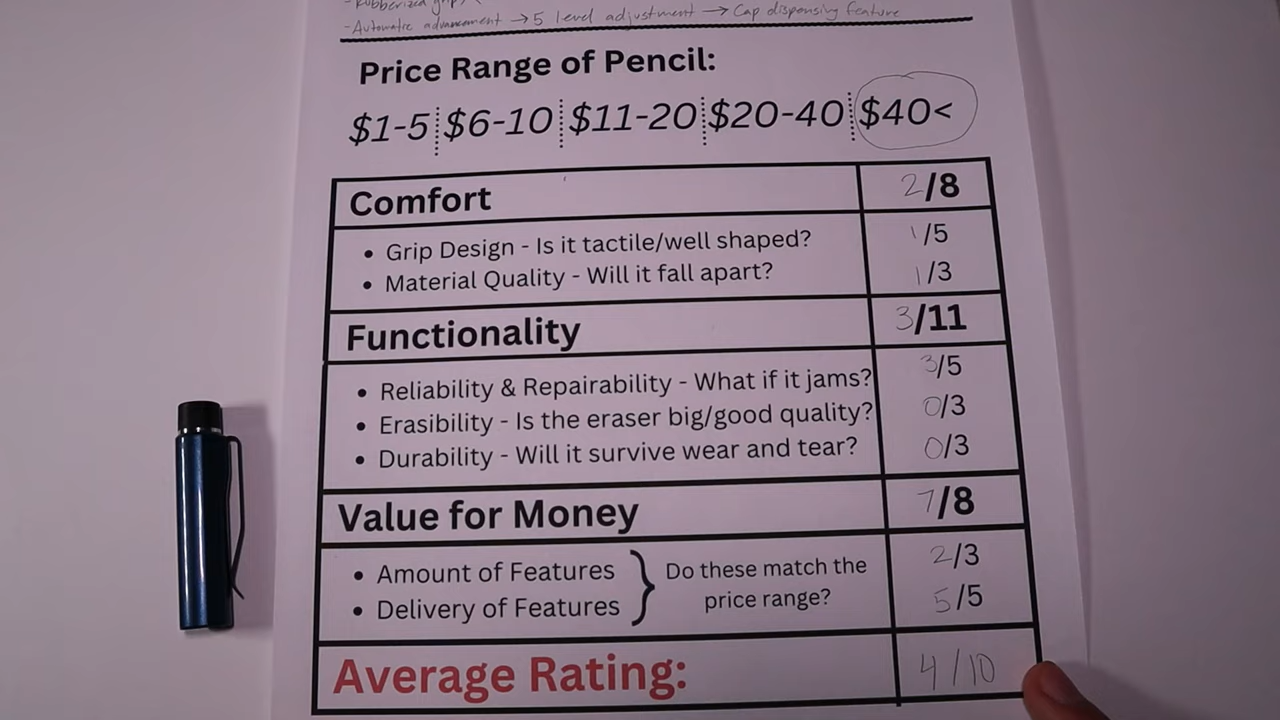 - Rubberized grip
- Automatic advancement → 5 level adjustment → Cap dispensing feature
Price Range of Pencil:
$1-5 $6-10 $11-20 $20-40 $40<
Comfort 2/8
• Grip Design - Is it tactile/well shaped? 1/5
• Material Quality - Will it fall apart? 1/3
Functionality 3/11
• Reliability & Repairability - What if it jams? 3/5
• Erasibility - Is the eraser big/good quality? 0/3
• Durability - Will it survive wear and tear? 0/3
Value for Money 7/8
• Amount of Features } Do these match the 2/3
• Delivery of Features price range? 5/5
Average Rating: 4/10